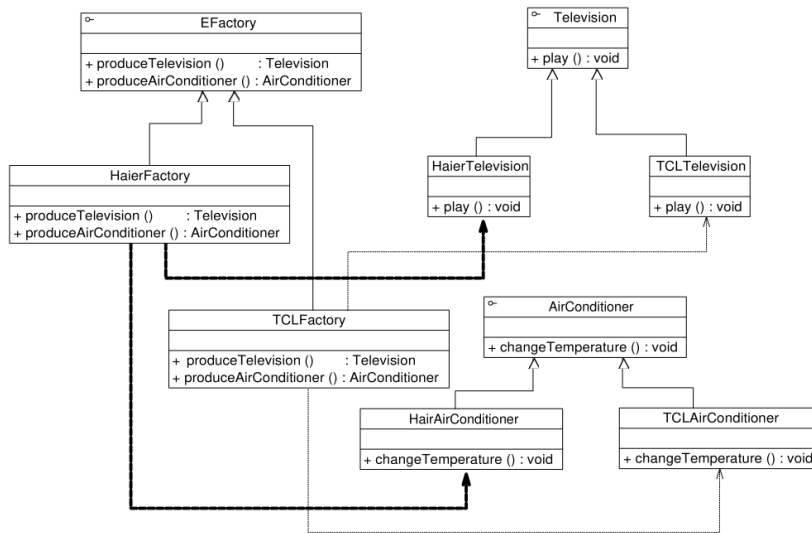 EFactory
+ produceTelevision () : Television
+ produceAirConditioner () : AirConditioner
Television
+ play () : void
HaierFactory
+ produceTelevision () : Television
+ produceAirConditioner () : AirConditioner
HaierTelevision
+ play () : void
TCLTelevision
+ play () : void
TCLFactory
+ produceTelevision () : Television
+ produceAirConditioner () : AirConditioner
AirConditioner
+ changeTemperature () : void
HairAirConditioner
+ changeTemperature () : void
TCLAirConditioner
+ changeTemperature () : void